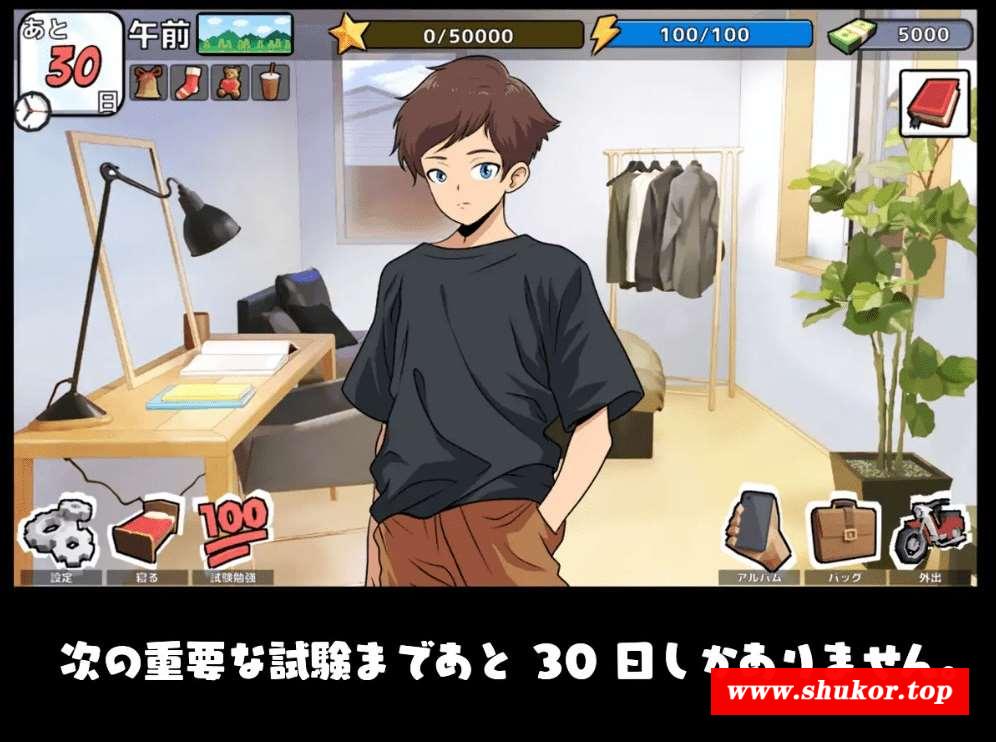 あと
30
日
午前
0/50000
100/100
5000
100
設定
寝る
試験勉強
アルバム
バッグ
外出
次の重要な試験まであと 30 日しかありません。
www.shukor.top